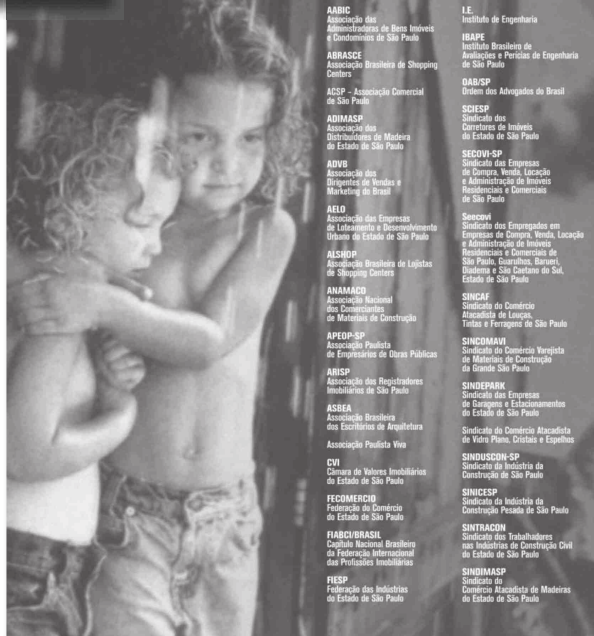 AABIC
Associação das
Administradoras de Bens Imóveis
e Condomínios de São Paulo
ABRASCE
Associação Brasileira de Shopping
Centers
ACSP – Associação Comercial
de São Paulo
ADIMASP
Associação dos
Distribuidores de Madeira
do Estado de São Paulo
ADVB
Associação dos
Dirigentes de Vendas e
Marketing do Brasil
AELO
Associação das Empresas
de Loteamento e Desenvolvimento
Urbano do Estado de São Paulo
ALSHOP
Associação Brasileira de Lojistas
de Shopping Centers
ANAMACO
Associação Nacional
dos Comerciantes
de Materiais de Construção
APEOP-SP
Associação Paulista
de Empresários de Obras Públicas
ARISP
Associação dos Registradores
Imobiliários de São Paulo
ASBEA
Associação Brasileira
dos Escritórios de Arquitetura
Associação Paulista Viva
CVI
Câmara de Valores Imobiliários
do Estado de São Paulo
FECOMERCIO
Federação do Comércio
do Estado de São Paulo
FIABCI/BRASIL
Capítulo Nacional Brasileiro
da Federação Internacional
das Profissões Imobiliárias
FIESP
Federação das Indústrias
do Estado de São Paulo
I.E.
Instituto de Engenharia
IBAPE
Instituto Brasileiro de
Avaliações e Perícias de Engenharia
de São Paulo
OAB/SP
Ordem dos Advogados do Brasil
SCIESP
Sindicato dos
Corretores de Imóveis
do Estado de São Paulo
SECOVI-SP
Sindicato das Empresas
de Compra, Venda, Locação
e Administração de Imóveis
Residenciais e Comerciais
de São Paulo
Seecovi
Sindicato dos Empregados em
Empresas de Compra, Venda, Locação
e Administração de Imóveis
Residenciais e Comerciais de
São Paulo, Guarulhos, Barueri,
Diadema e São Caetano do Sul,
Estado de São Paulo
SINCAF
Sindicato do Comércio
Atacadista de Louças,
Tintas e Ferragens de São Paulo
SINCOMAVI
Sindicato do Comércio Varejista
de Materiais de Construção
da Grande São Paulo
SINDEPARK
Sindicato das Empresas
de Garagens e Estacionamentos
do Estado de São Paulo
Sindicato do Comércio Atacadista
de Vidro Plano, Cristais e Espelhos
SINDUSCON-SP
Sindicato da Indústria da
Construção de São Paulo
SINICESP
Sindicato da Indústria da
Construção Pesada de São Paulo
SINTRACON
Sindicato dos Trabalhadores
nas Indústrias de Construção Civil
do Estado de São Paulo
SINDIMASP
Sindicato do
Comércio Atacadista de Madeiras
do Estado de São Paulo